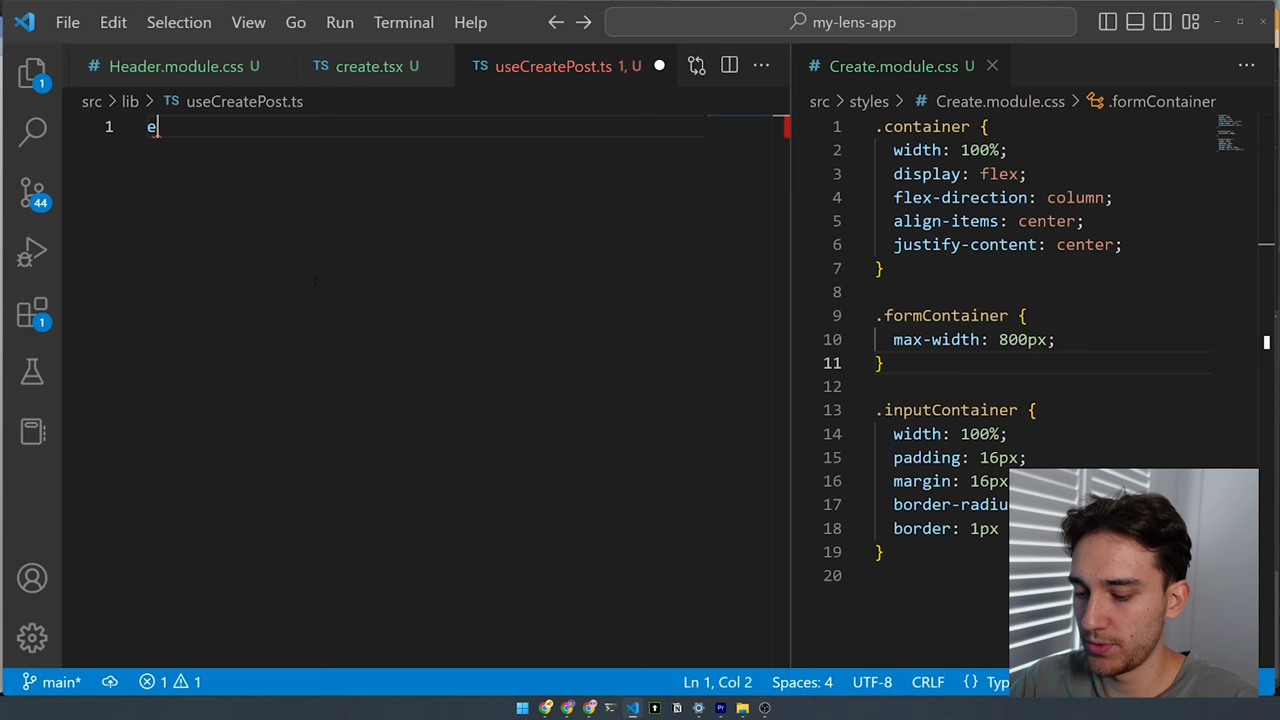 File Edit Selection View Go Run Terminal Help
my-lens-app
Header.module.css U
create.tsx U
useCreatePost.ts 1, U
Create.module.css U
src > lib > TS useCreatePost.ts
src > styles > # Create.module.css > .formContainer
1 e
1 .container {
2 width: 100%;
3 display: flex;
4 flex-direction: column;
5 align-items: center;
6 justify-content: center;
7 }
8
9 .formContainer {
10 max-width: 800px;
11 }
12
13 .inputContainer {
14 width: 100%;
15 padding: 16px;
16 margin: 16px
17 border-radiu
18 border: 1px
19 }
20
1
44
1
main* 1 1 Ln 1, Col 2 Spaces: 4 UTF-8 CRLF {} Typ